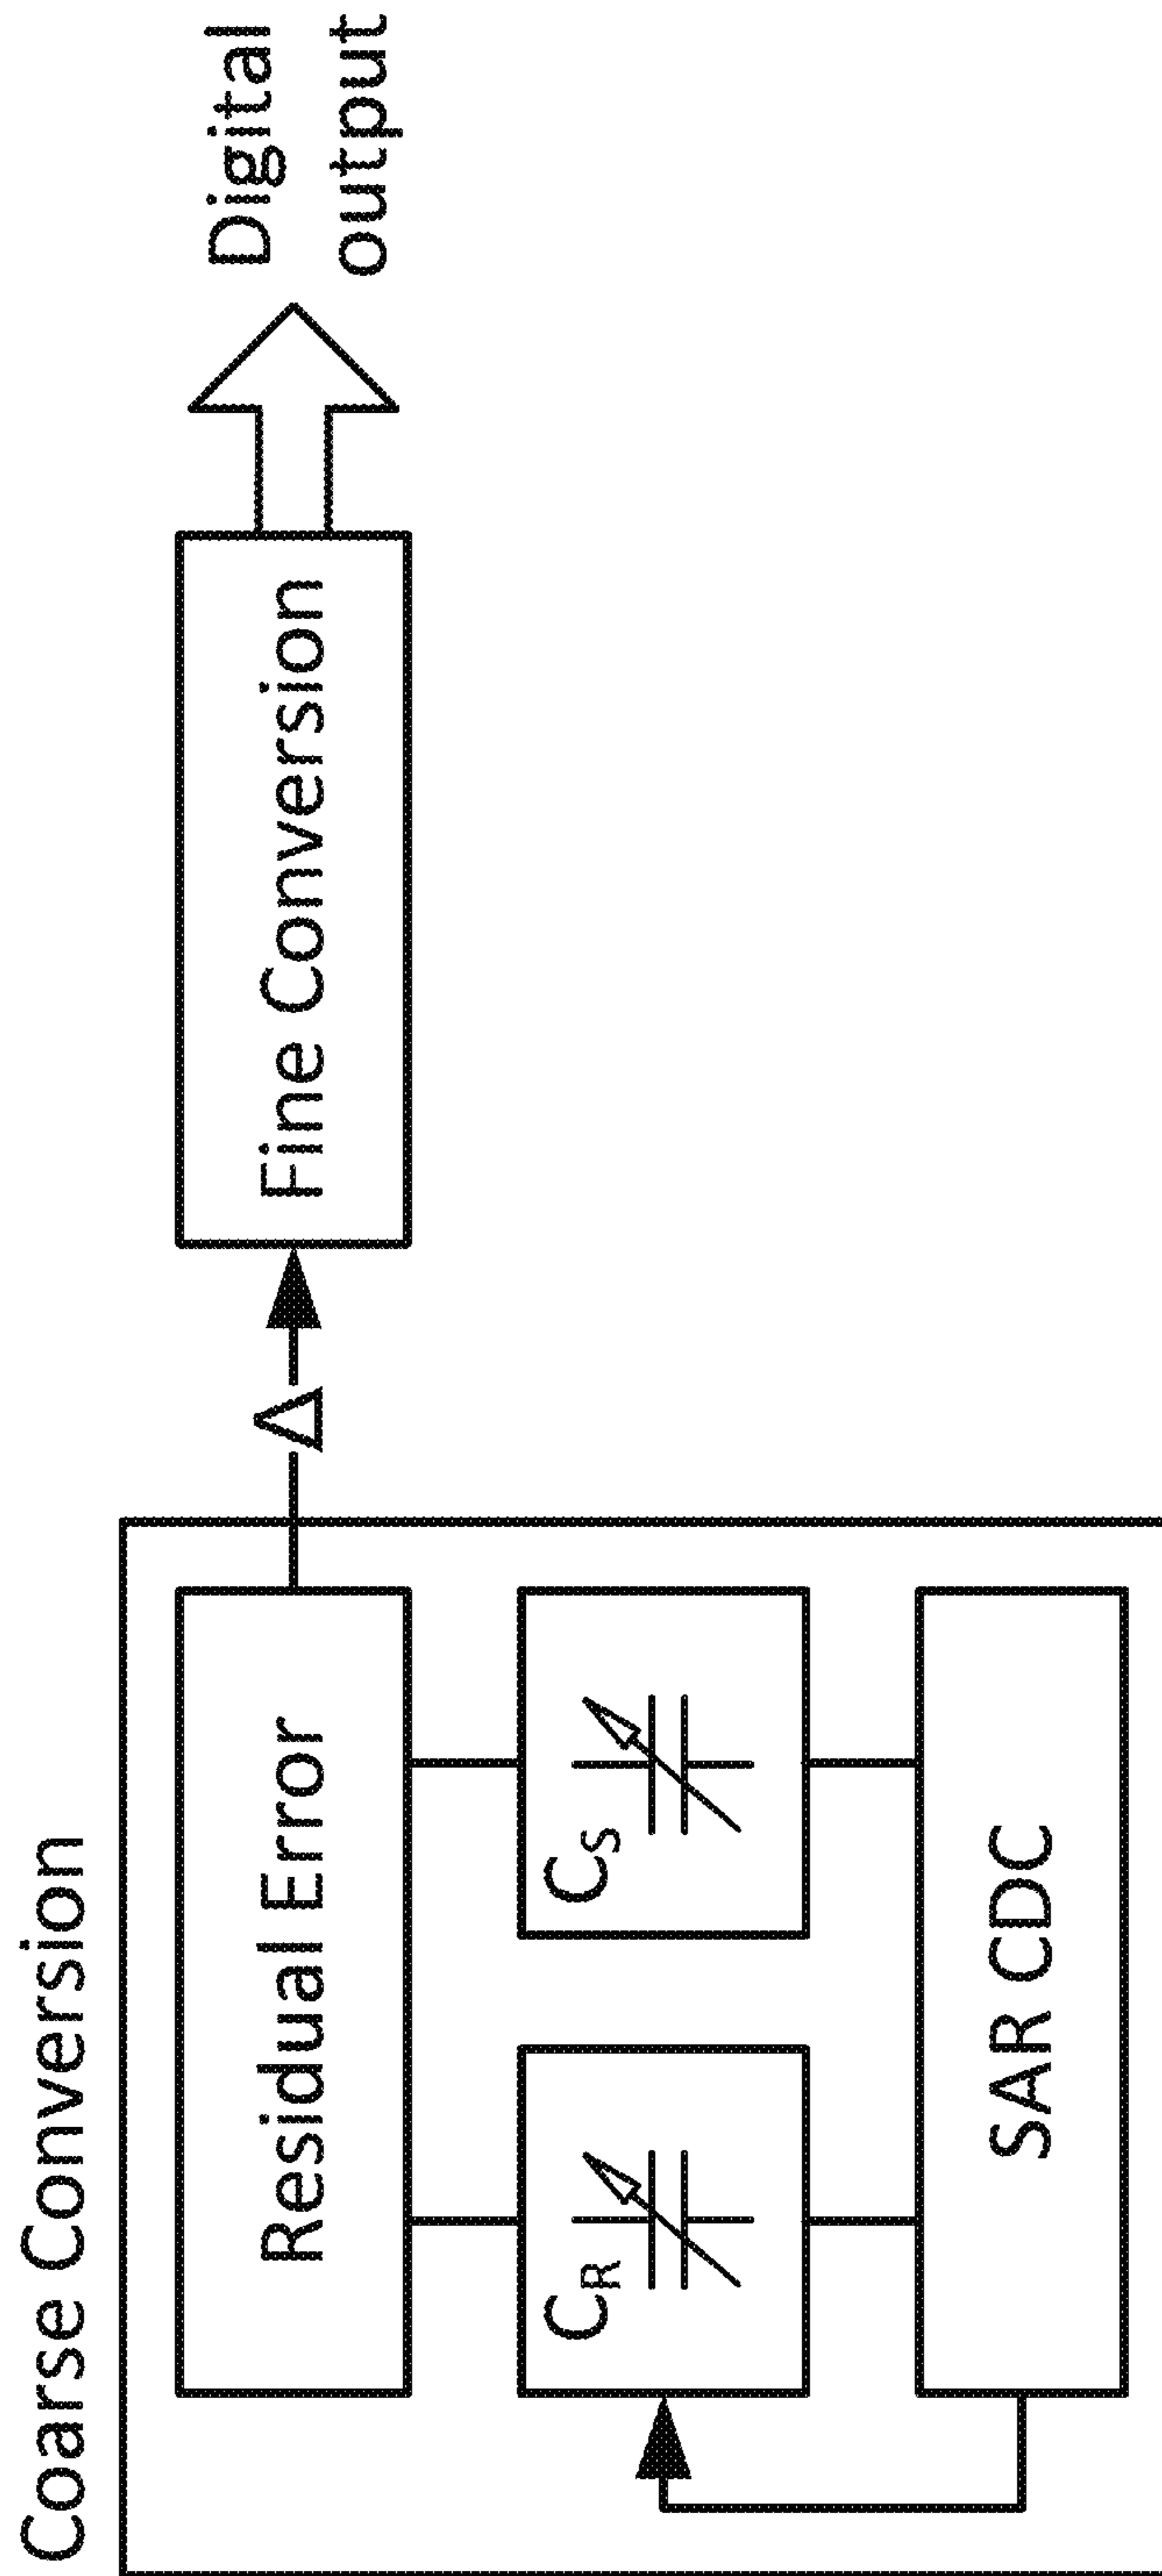 Coarse Conversion
Residual Error
Δ
Fine Conversion
Digital
output
C_R
C_S
SAR CDC